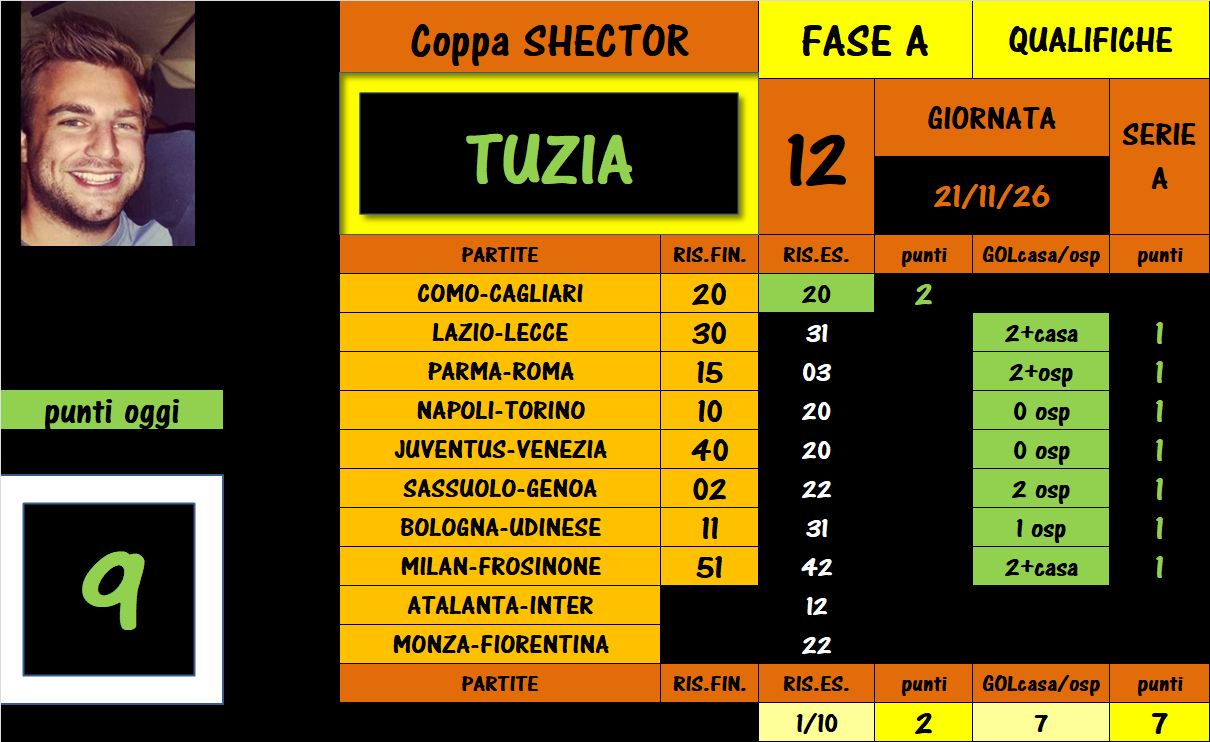 Coppa SHECTOR FASE A QUALIFICHE
TUZIA 12 GIORNATA SERIE A
21/11/26
PARTITE RIS.FIN. RIS.ES. punti GOLcasa/osp punti
COMO-CAGLIARI 20 20 2
LAZIO-LECCE 30 31 2+casa 1
PARMA-ROMA 15 03 2+osp 1
punti oggi NAPOLI-TORINO 10 20 0 osp 1
JUVENTUS-VENEZIA 40 20 0 osp 1
SASSUOLO-GENOA 02 22 2 osp 1
BOLOGNA-UDINESE 11 31 1 osp 1
9 MILAN-FROSINONE 51 42 2+casa 1
ATALANTA-INTER 12
MONZA-FIORENTINA 22
PARTITE RIS.FIN. RIS.ES. punti GOLcasa/osp punti
1/10 2 7 7